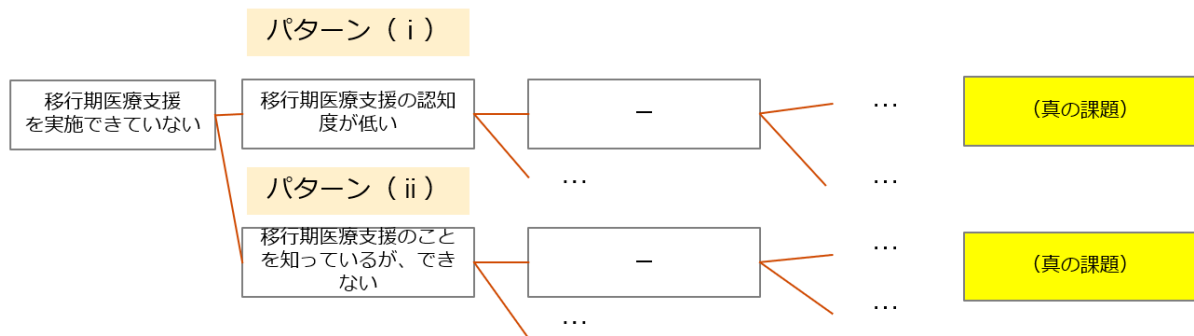 パターン（ⅰ）
移行期医療支援
を実施できていない
移行期医療支援の認知
度が低い
－
…
…
…
（真の課題）
パターン（ⅱ）
移行期医療支援のこと
を知っているが、でき
ない
－
…
…
…
（真の課題）